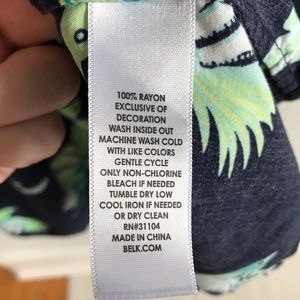 100% RAYON
EXCLUSIVE OF
DECORATION
WASH INSIDE OUT
MACHINE WASH COLD
WITH LIKE COLORS
GENTLE CYCLE
ONLY NON-CHLORINE
BLEACH IF NEEDED
TUMBLE DRY LOW
COOL IRON IF NEEDED
OR DRY CLEAN
RN#31104
MADE IN CHINA
BELK.COM